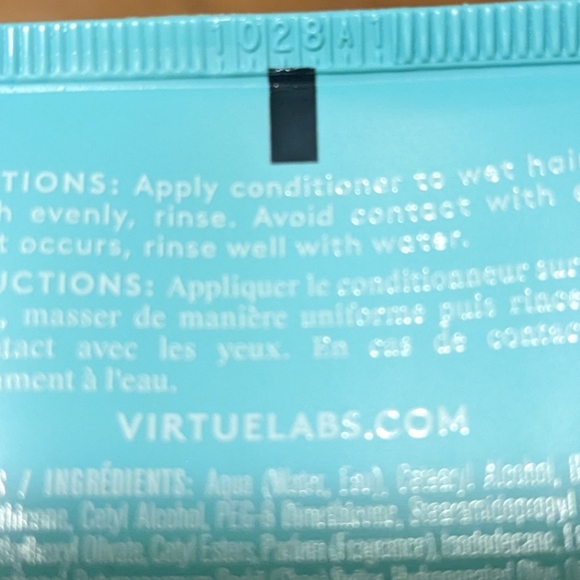 1028A1
TIONS: Apply conditioner to wet hai
h evenly, rinse. Avoid contact with
t occurs, rinse well with water.
UCTIONS: Appliquer le conditionneur sur
, masser de manière uniforme puis rince
tact avec les yeux. En cas de contac
ment à l'eau.
VIRTUELABS.COM
S / INGRÉDIENTS: Aqua (Water, Eau), Cetearyl Alcohol,
Cetyl Alcohol, PEG-8 Dimethicone, Stearamidopropyl
Cetyl Esters, Parfum (Fragrance), Isododecane,